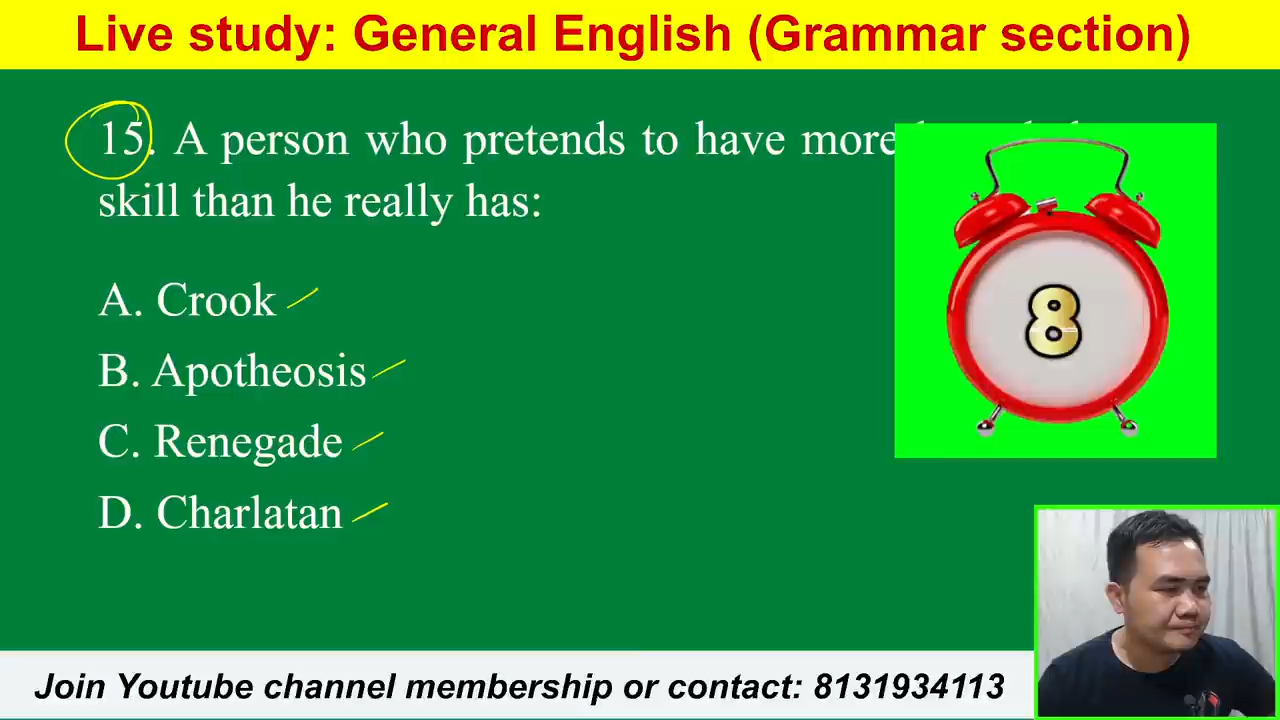 Live study: General English (Grammar section)
15. A person who pretends to have more
skill than he really has:
A. Crook
B. Apotheosis
C. Renegade
D. Charlatan
8
Join Youtube channel membership or contact: 8131934113